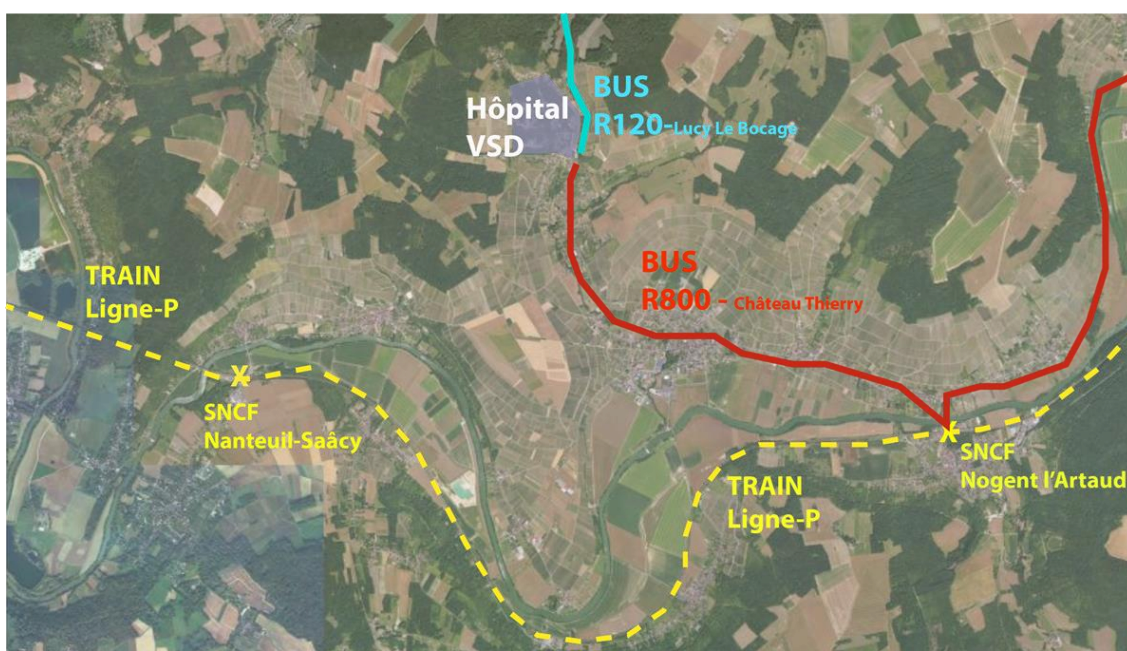 Hôpital
VSD
BUS
R120-Lucy Le Bocage
TRAIN
Ligne-P
BUS
R800 - Château Thierry
SNCF
Nanteuil-Saâcy
TRAIN
Ligne-P
SNCF
Nogent l'Artaud